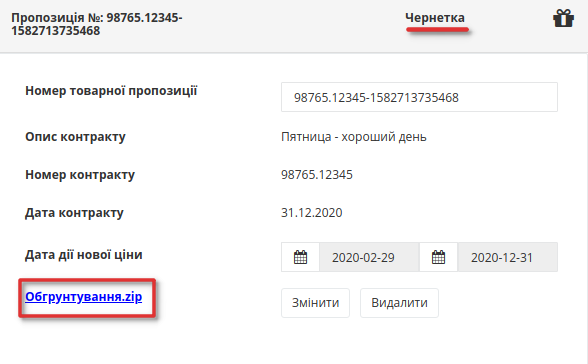 Пропозиція №: 98765.12345-
1582713735468
Чернетка
Номер товарної пропозиції
98765.12345-1582713735468
Опис контракту
Пятница - хороший день
Номер контракту
98765.12345
Дата контракту
31.12.2020
Дата дії нової ціни
2020-02-29
2020-12-31
Обгрунтування.zip
Змінити
Видалити